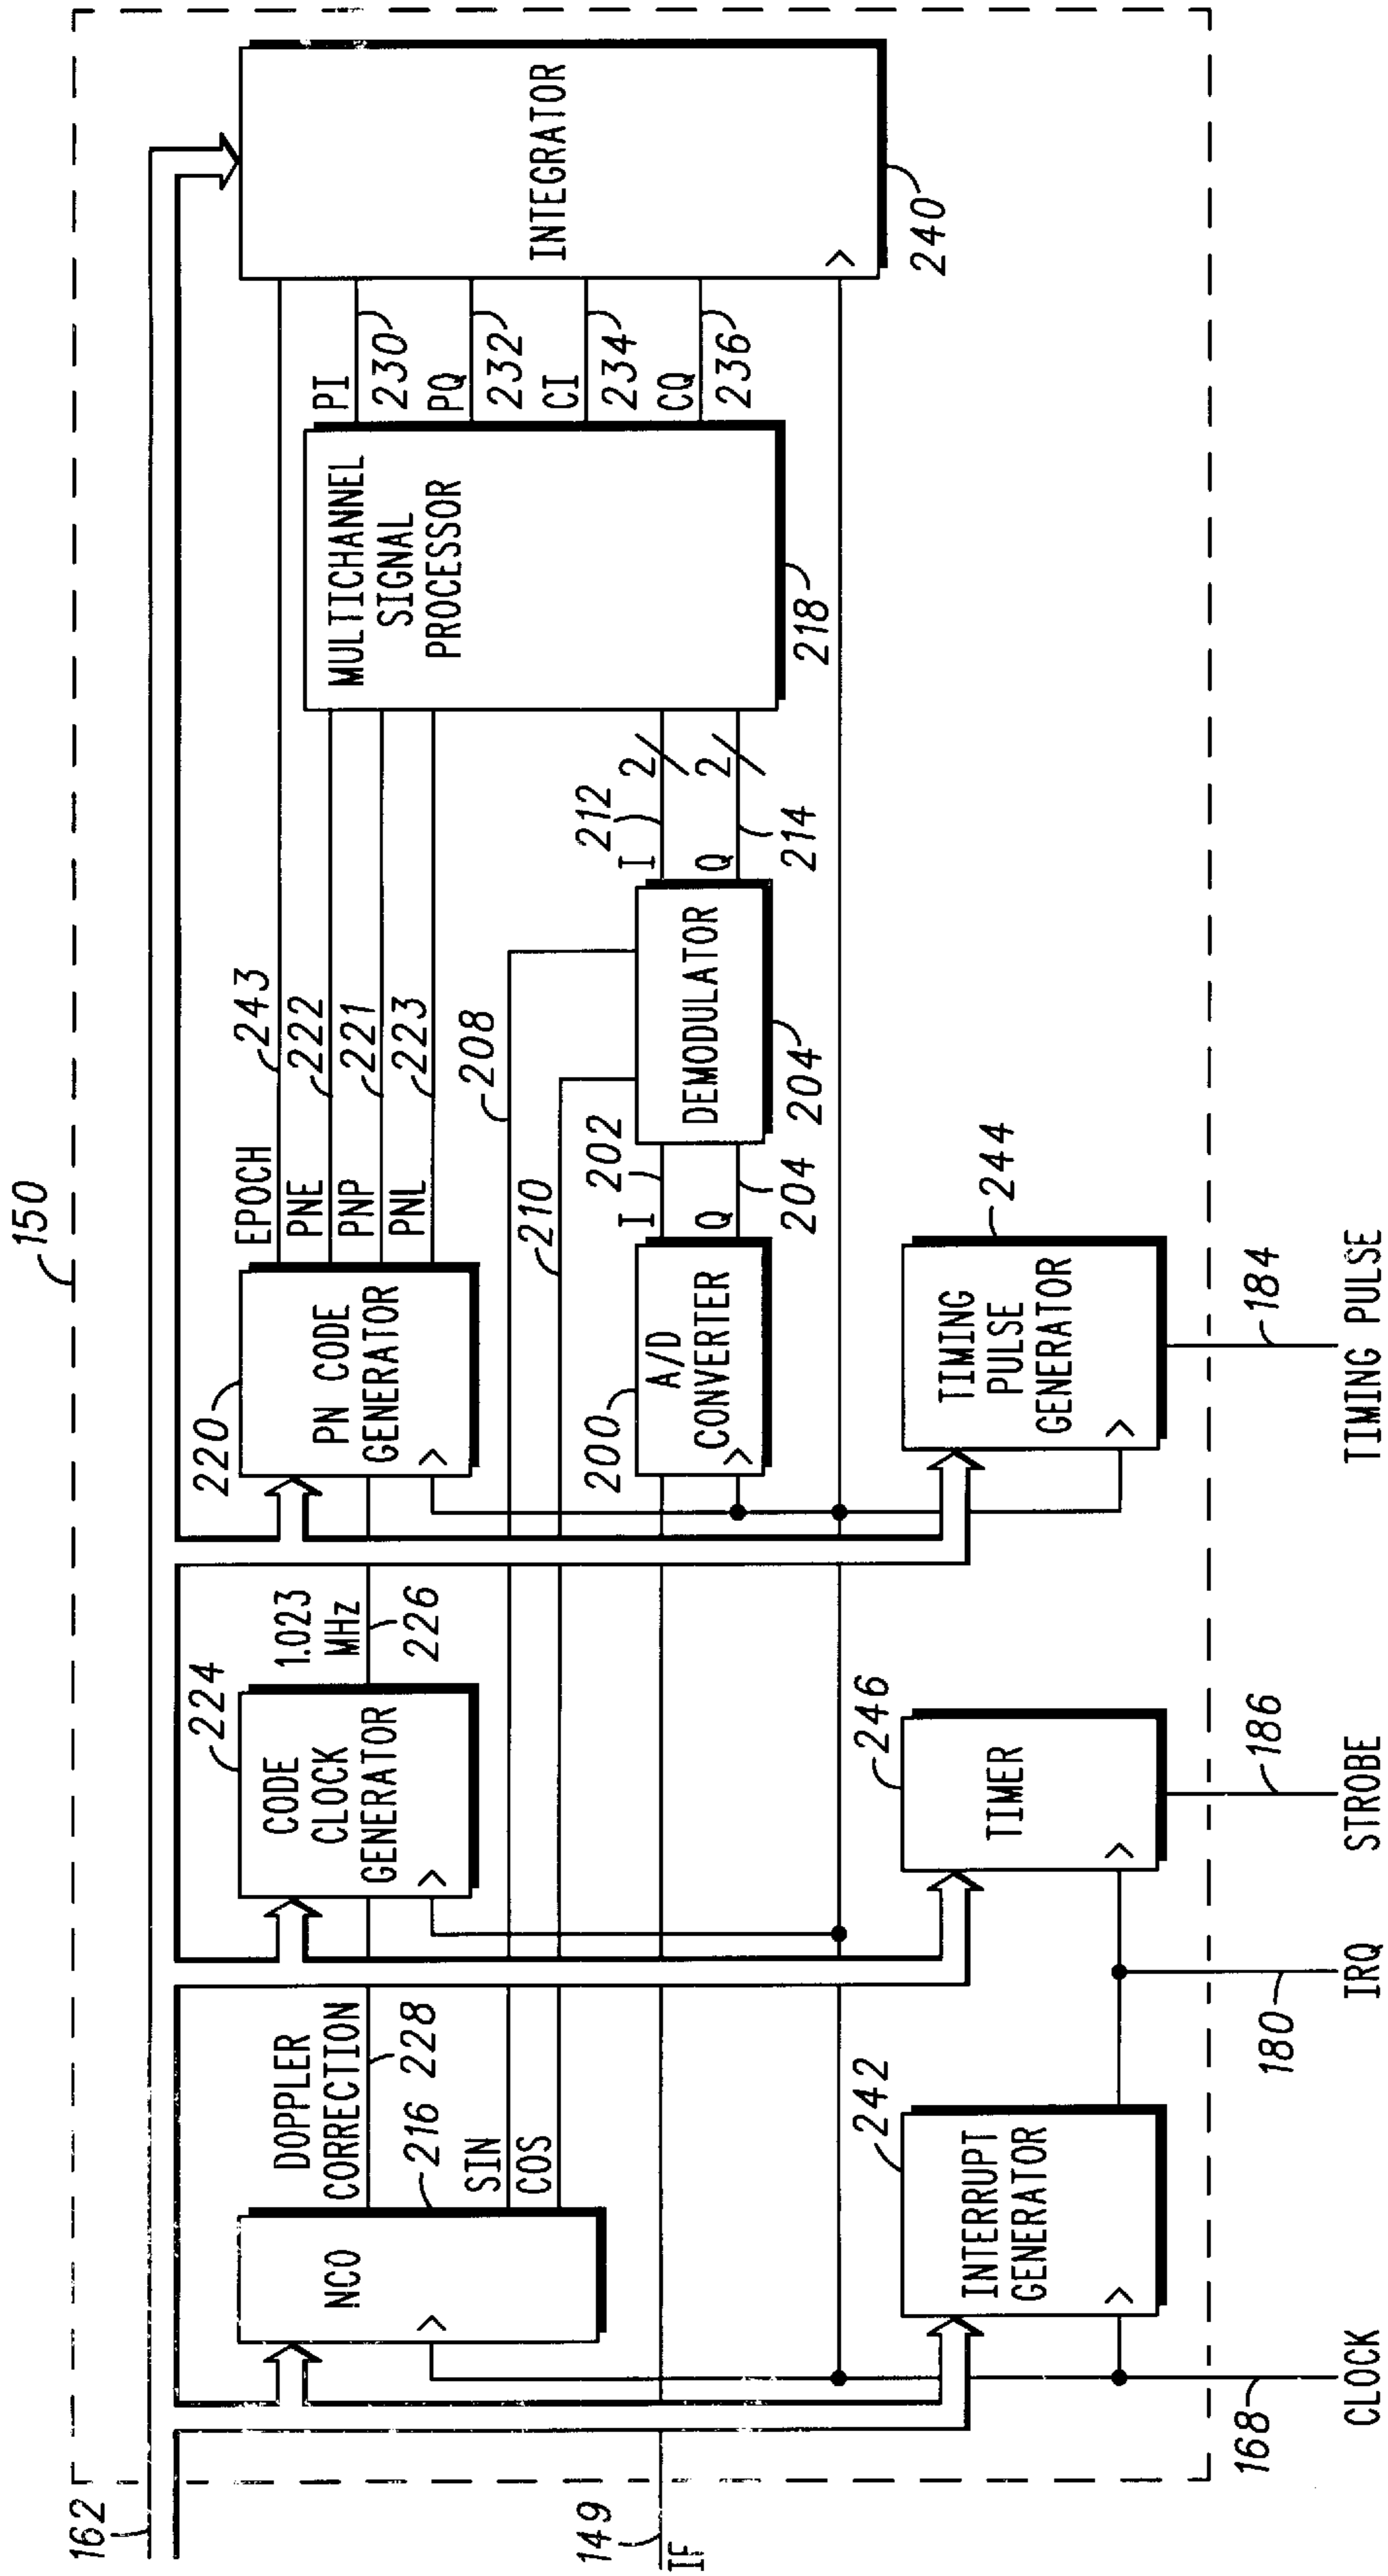 150
162
220
PN CODE
GENERATOR
EPOCH
243
PNE
222
PNP
221
PNL
223
224
CODE
CLOCK
GENERATOR
1.023
MHz
226
DOPPLER
CORRECTION
228
NCO
216
SIN
COS
208
210
149
IF
200
A/D
CONVERTER
I
202
Q
204
DEMODULATOR
204
I
212
2
Q
214
2
MULTICHANNEL
SIGNAL
PROCESSOR
218
PI
230
PQ
232
CI
234
CQ
236
INTEGRATOR
240
242
INTERRUPT
GENERATOR
246
TIMER
244
TIMING
PULSE
GENERATOR
168
CLOCK
180
IRQ
186
STROBE
184
TIMING PULSE